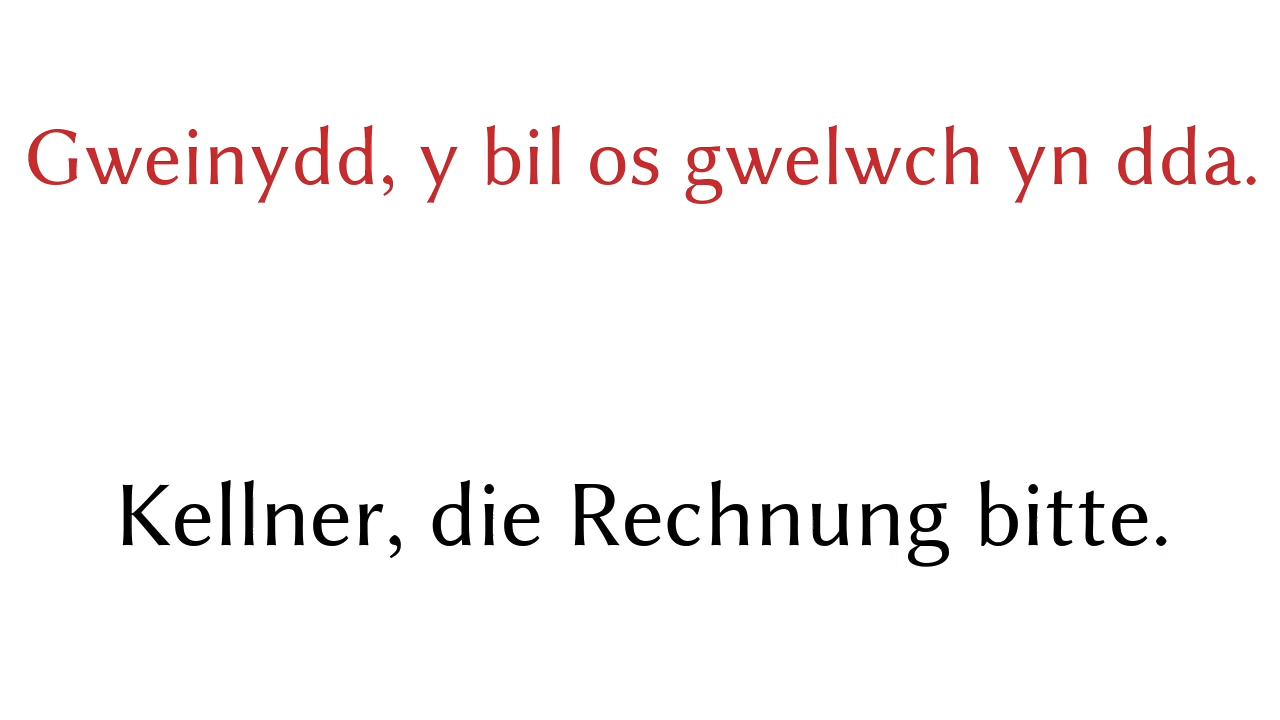 Gweinydd, y bil os gwelwch yn dda.
Kellner, die Rechnung bitte.